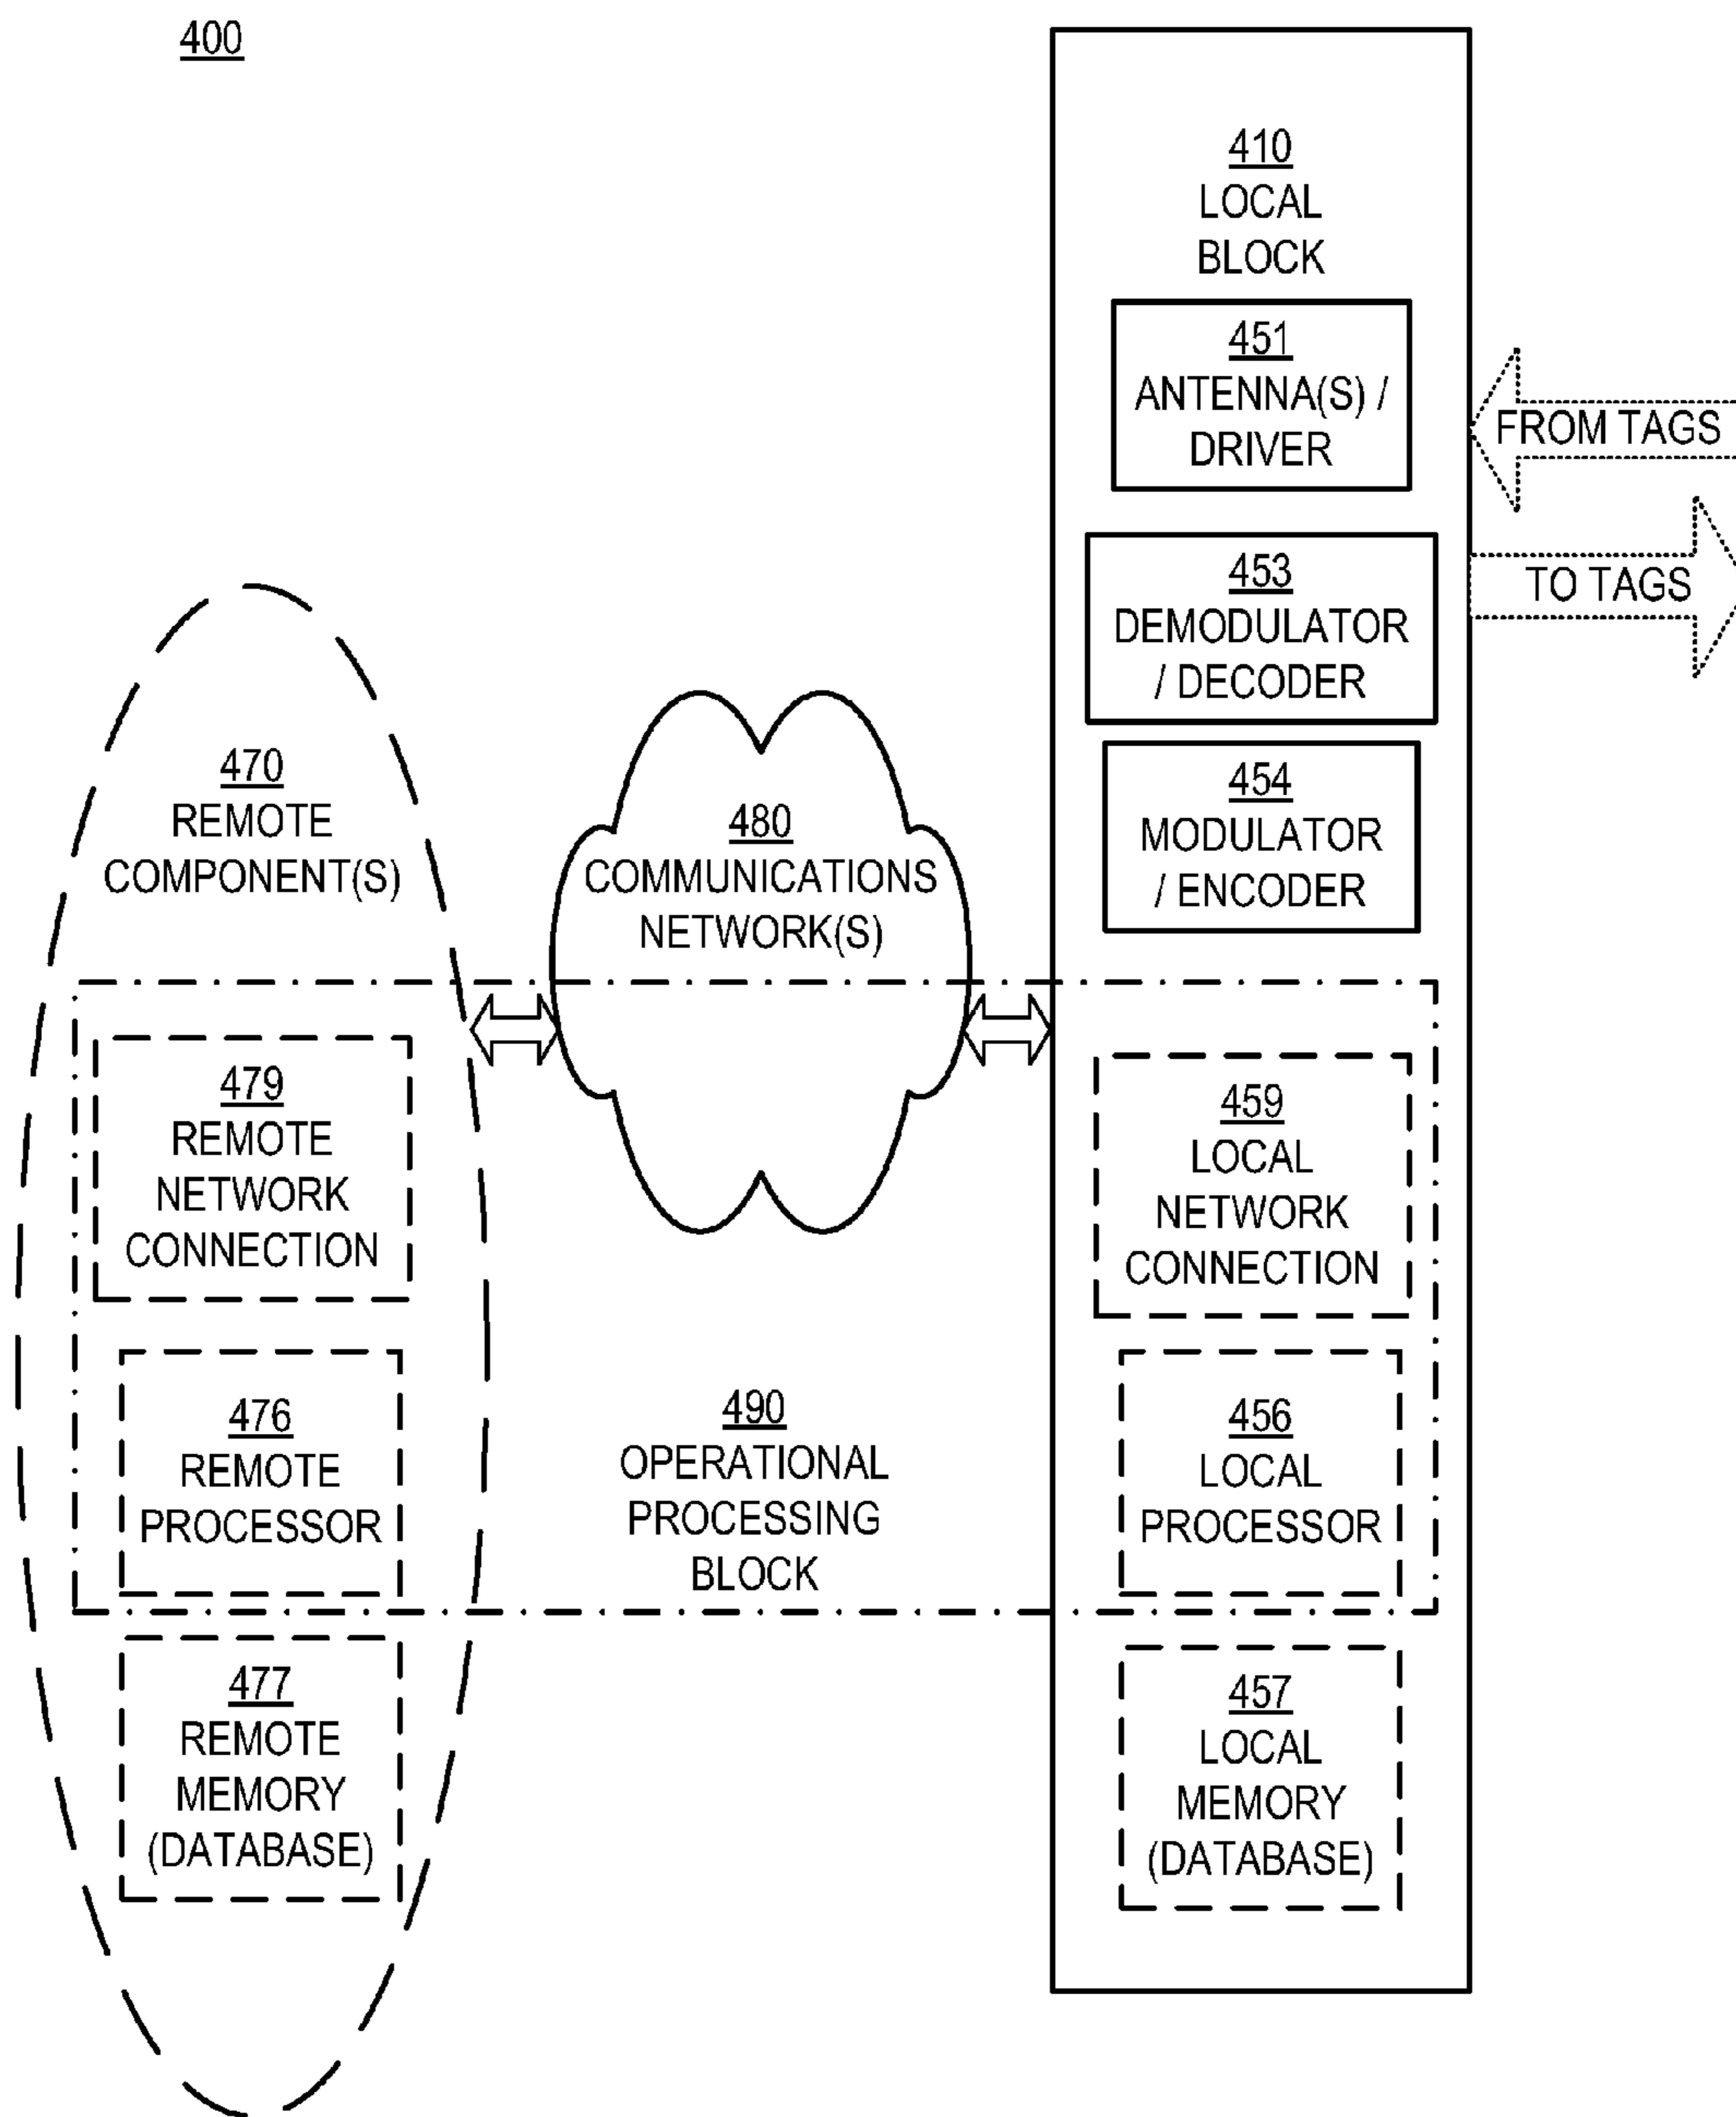 400
410
LOCAL
BLOCK
451
ANTENNA(S) /
DRIVER
FROM TAGS
453
DEMODULATOR
/ DECODER
TO TAGS
454
MODULATOR
/ ENCODER
470
REMOTE
COMPONENT(S)
480
COMMUNICATIONS
NETWORK(S)
479
REMOTE
NETWORK
CONNECTION
459
LOCAL
NETWORK
CONNECTION
476
REMOTE
PROCESSOR
490
OPERATIONAL
PROCESSING
BLOCK
456
LOCAL
PROCESSOR
477
REMOTE
MEMORY
(DATABASE)
457
LOCAL
MEMORY
(DATABASE)